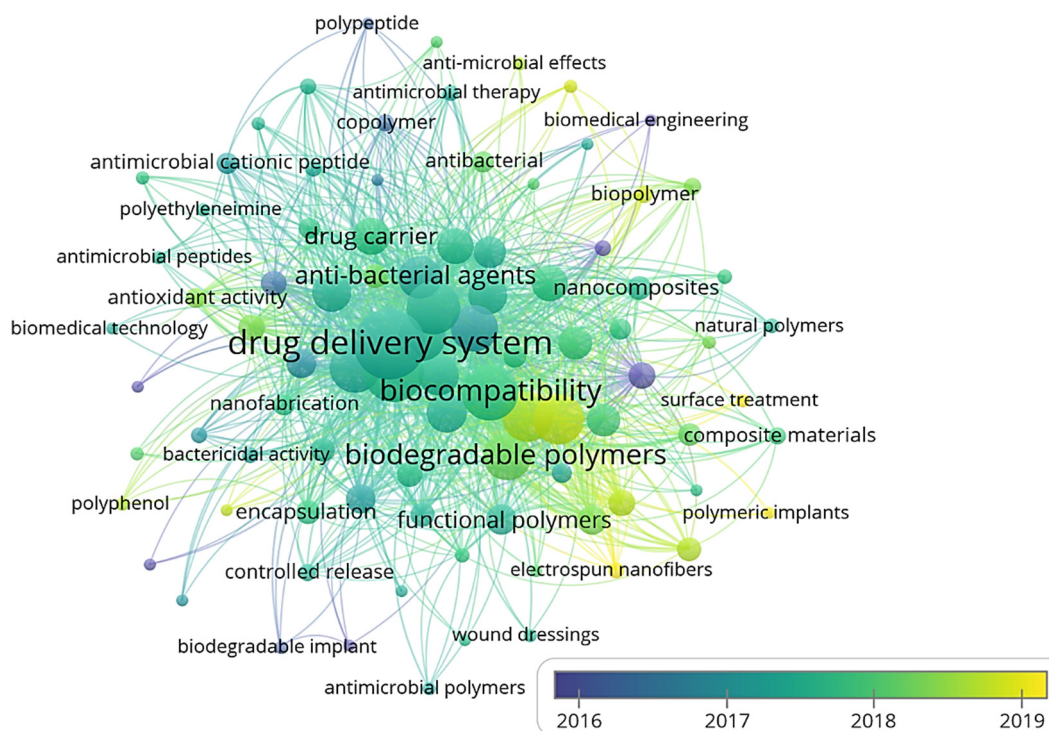 polypeptide
anti-microbial effects
antimicrobial therapy
copolymer
biomedical engineering
antimicrobial cationic peptide
antibacterial
biopolymer
polyethyleneimine
drug carrier
antimicrobial peptides
anti-bacterial agents
nanocomposites
antioxidant activity
biomedical technology
natural polymers
drug delivery system
biocompatibility
nanofabrication
surface treatment
composite materials
bactericidal activity
biodegradable polymers
polyphenol
encapsulation
functional polymers
polymeric implants
controlled release
electrospun nanofibers
wound dressings
biodegradable implant
antimicrobial polymers
2016
2017
2018
2019